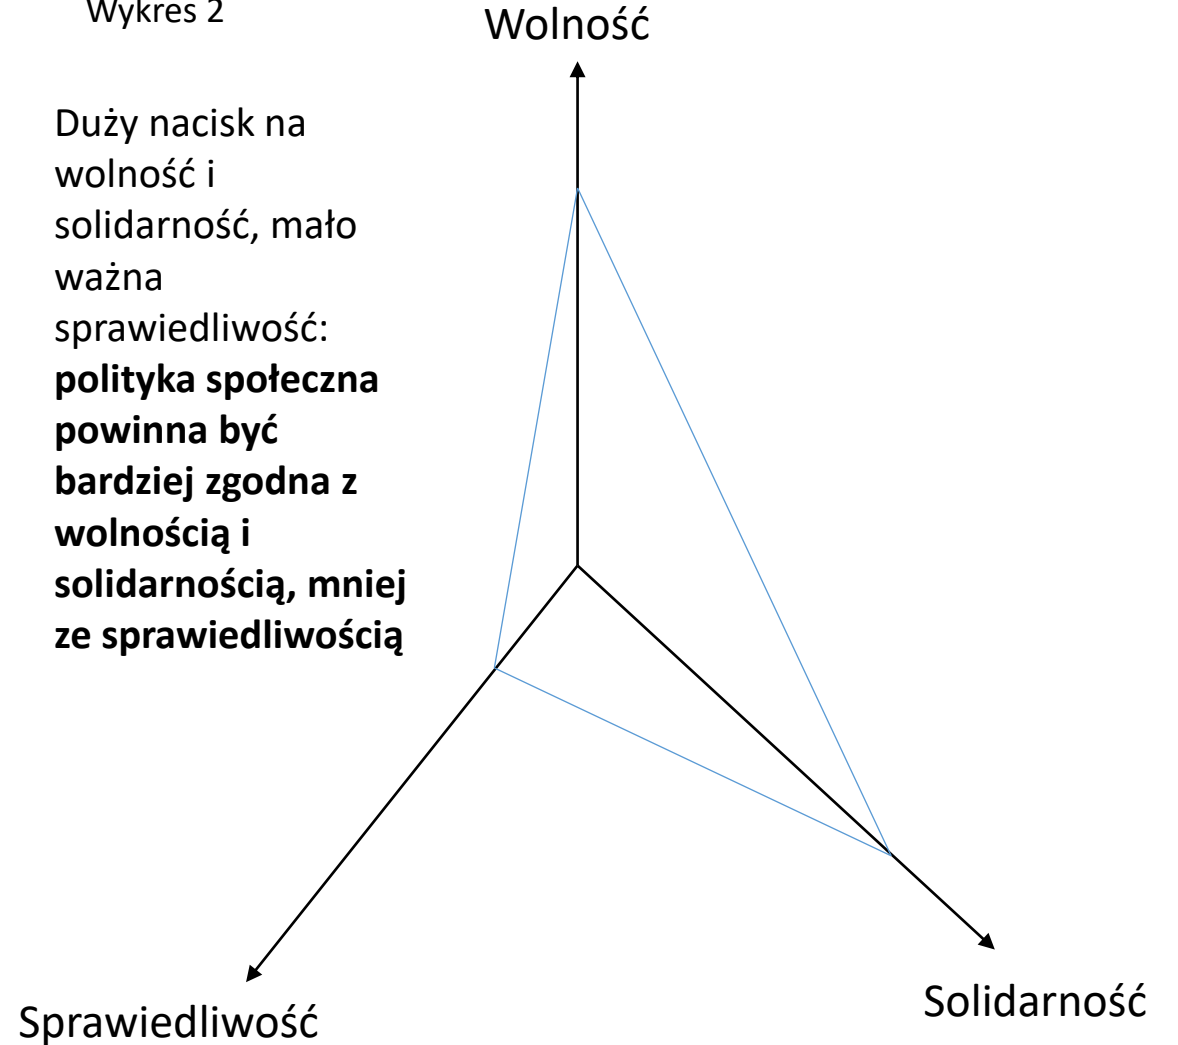 Wykres 2
Wolność
Duży nacisk na
wolność i
solidarność, mało
ważna
sprawiedliwość:
polityka społeczna
powinna być
bardziej zgodna z
wolnością i
solidarnością, mniej
ze sprawiedliwością
Solidarność
Sprawiedliwość